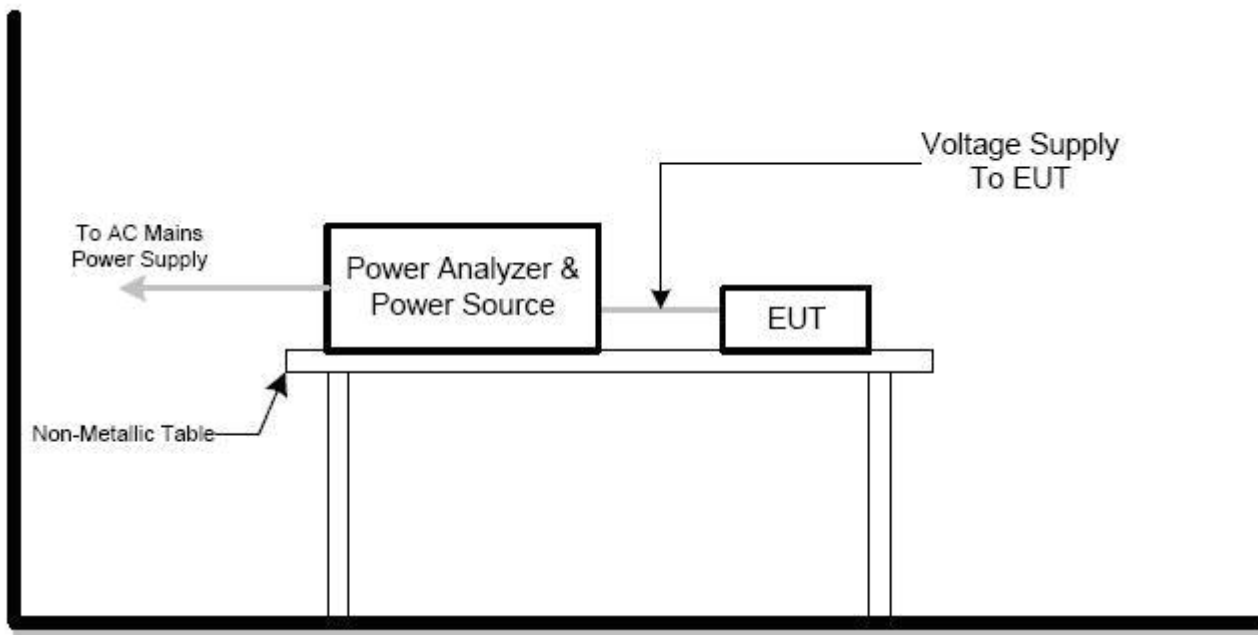 Voltage Supply
To EUT
To AC Mains
Power Supply
Power Analyzer &
Power Source
EUT
Non-Metallic Table